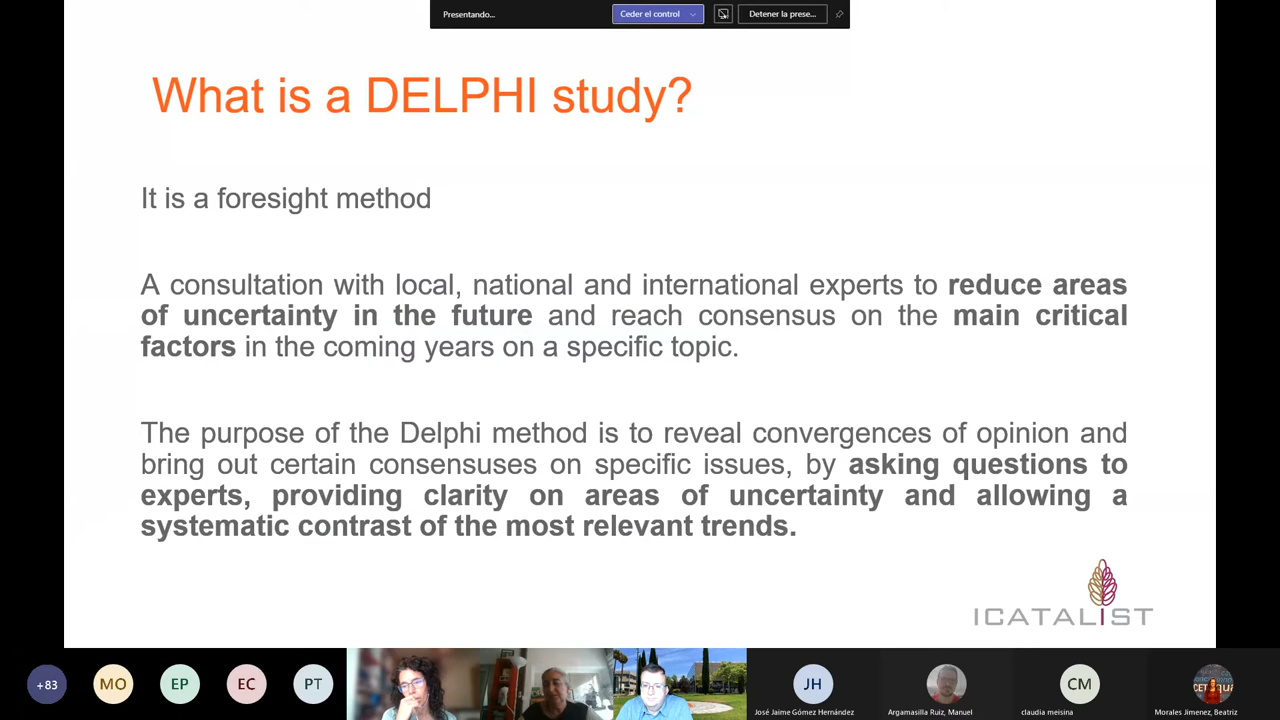 Presentando...
Ceder el control
Detener la prese...
What is a DELPHI study?
It is a foresight method
A consultation with local, national and international experts to reduce areas
of uncertainty in the future and reach consensus on the main critical
factors in the coming years on a specific topic.
The purpose of the Delphi method is to reveal convergences of opinion and
bring out certain consensuses on specific issues, by asking questions to
experts, providing clarity on areas of uncertainty and allowing a
systematic contrast of the most relevant trends.
ICATALIST
+83
MO
EP
EC
PT
JH
CM
José Jaime Gómez Hernández
Argamasilla Ruiz, Manuel
claudia meisina
Morales Jimenez, Beatriz